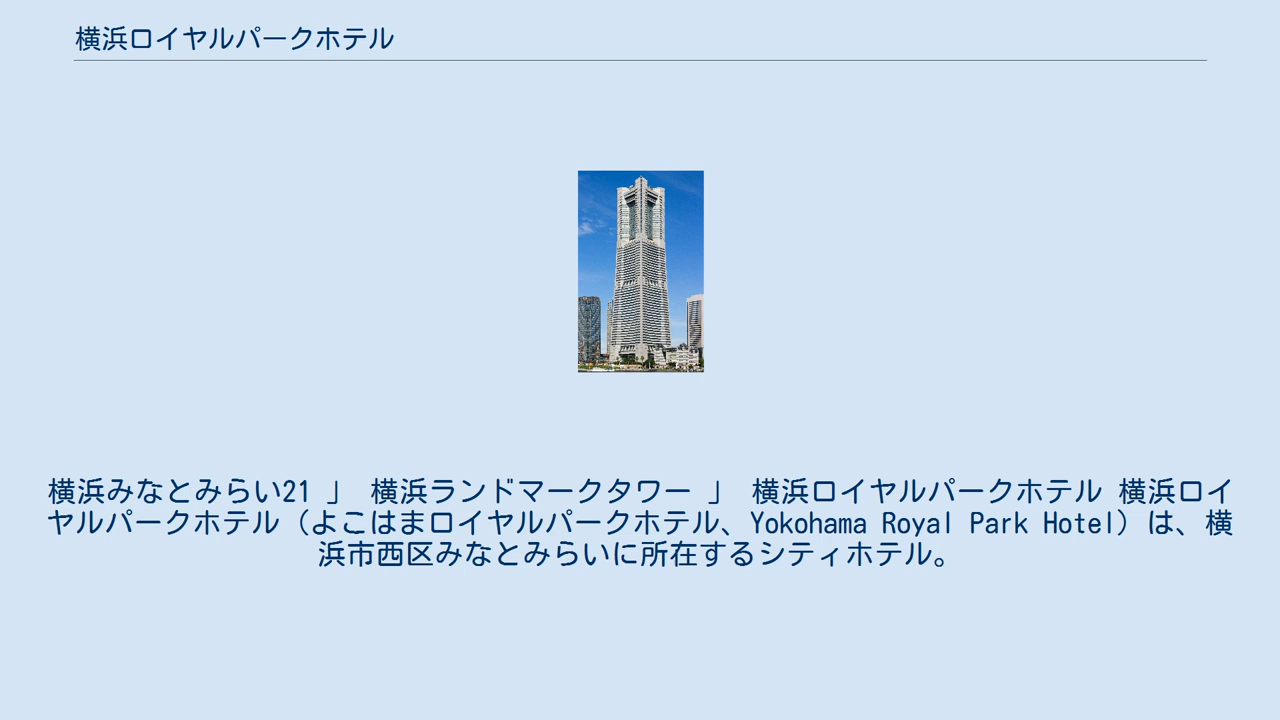 横浜ロイヤルパークホテル
横浜みなとみらい21 」 横浜ランドマークタワー 」 横浜ロイヤルパークホテル 横浜ロイ
ヤルパークホテル（よこはまロイヤルパークホテル、Yokohama Royal Park Hotel）は、横
浜市西区みなとみらいに所在するシティホテル。